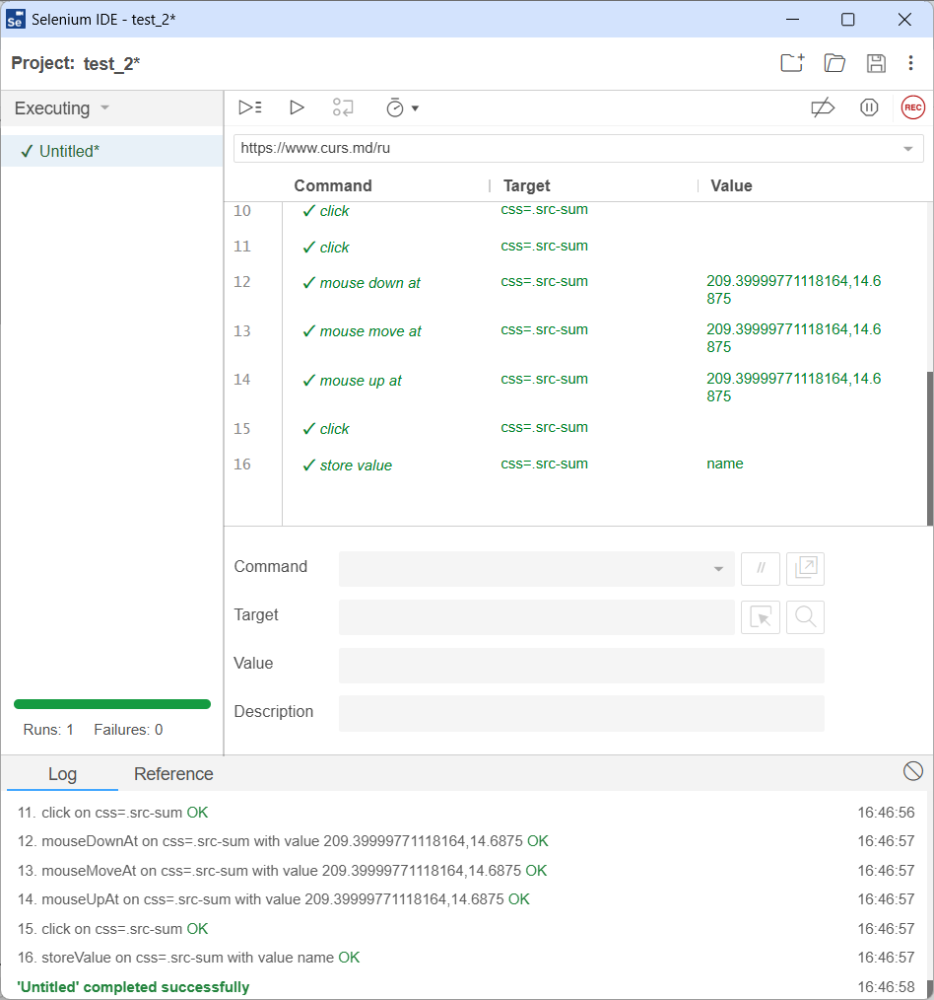 Se Selenium IDE - test_2*
Project: test_2*
Executing
REC
✓ Untitled*
https://www.curs.md/ru
Command Target Value
10 ✓ click css=.src-sum
11 ✓ click css=.src-sum
12 ✓ mouse down at css=.src-sum 209.39999771118164,14.6
875
13 ✓ mouse move at css=.src-sum 209.39999771118164,14.6
875
14 ✓ mouse up at css=.src-sum 209.39999771118164,14.6
875
15 ✓ click css=.src-sum
16 ✓ store value css=.src-sum name
Command //
Target
Value
Description
Runs: 1 Failures: 0
Log Reference
11. click on css=.src-sum OK 16:46:56
12. mouseDownAt on css=.src-sum with value 209.39999771118164,14.6875 OK 16:46:57
13. mouseMoveAt on css=.src-sum with value 209.39999771118164,14.6875 OK 16:46:57
14. mouseUpAt on css=.src-sum with value 209.39999771118164,14.6875 OK 16:46:57
15. click on css=.src-sum OK 16:46:57
16. storeValue on css=.src-sum with value name OK 16:46:57
'Untitled' completed successfully 16:46:58